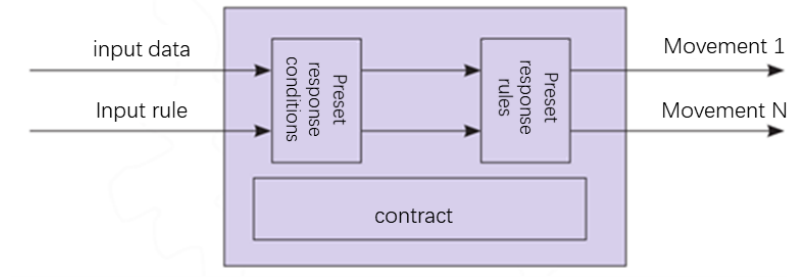 input data
Input rule
Preset
response
conditions
Preset
response
rules
Movement 1
Movement N
contract